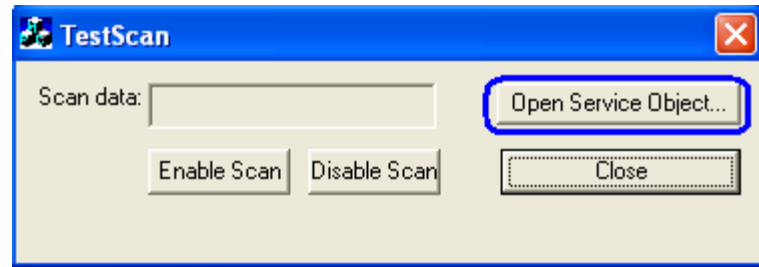 TestScan
Scan data:
Open Service Object...
Enable Scan
Disable Scan
Close